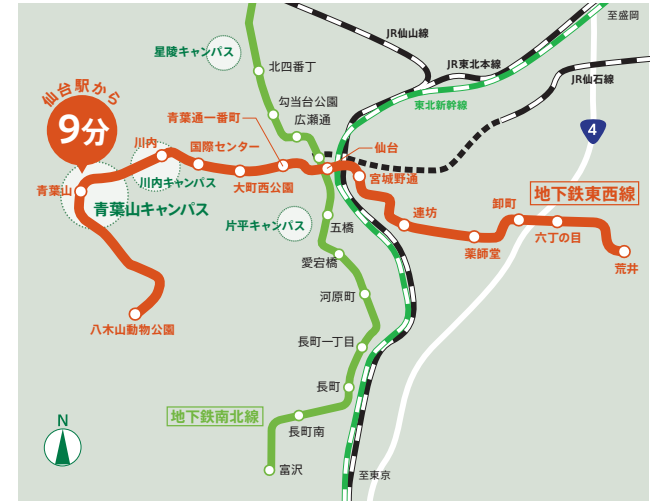 至盛岡
JR仙山線
JR東北本線
JR仙石線
東北新幹線
4
星陵キャンパス
北四番丁
勾当台公園
広瀬通
仙台駅から
9分
青葉通一番町
仙台
川内
国際センター
宮城野通
青葉山
川内キャンパス
大町西公園
地下鉄東西線
青葉山キャンパス
片平キャンパス
五橋
連坊
卸町
六丁の目
薬師堂
荒井
愛宕橋
河原町
八木山動物公園
長町一丁目
長町
地下鉄南北線
長町南
N
富沢
至東京